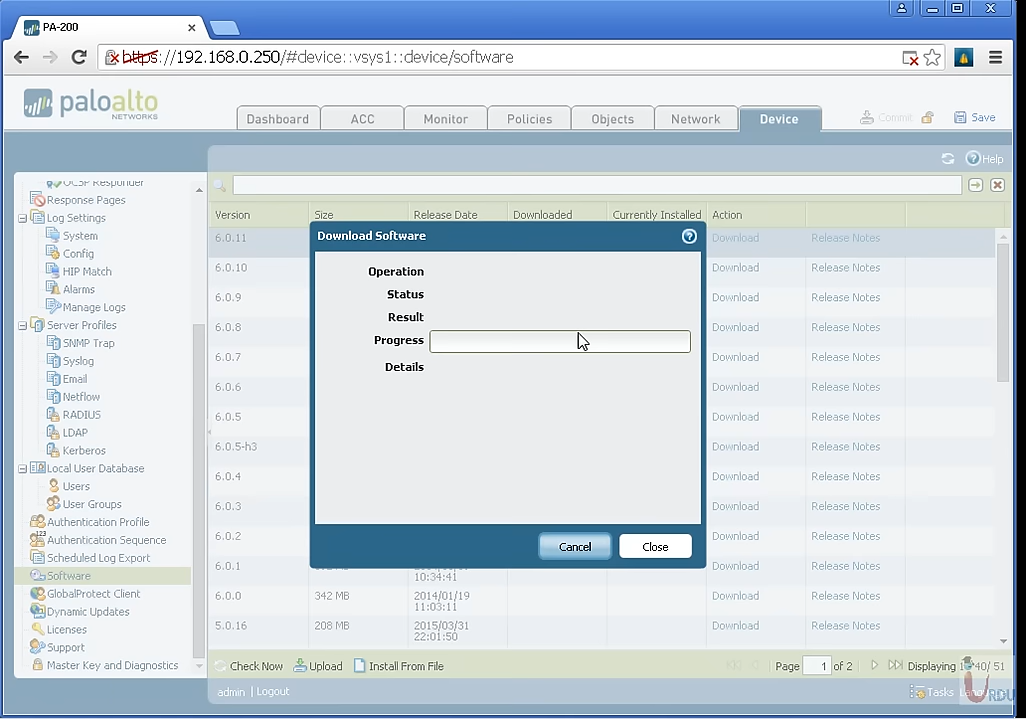 PA-200
https://192.168.0.250/#device::vsys1::device/software
paloalto
NETWORKS
Dashboard
ACC
Monitor
Policies
Objects
Network
Device
Commit
Save
Help
OCSP Responder
Response Pages
Log Settings
System
Config
HIP Match
Alarms
Manage Logs
Server Profiles
SNMP Trap
Syslog
Email
Netflow
RADIUS
LDAP
Kerberos
Local User Database
Users
User Groups
Authentication Profile
Authentication Sequence
Scheduled Log Export
Software
GlobalProtect Client
Dynamic Updates
Licenses
Support
Master Key and Diagnostics
Version Size Release Date Downloaded Currently Installed Action
6.0.11 Download Release Notes
6.0.10 Download Release Notes
6.0.9 Download Release Notes
6.0.8 Download Release Notes
6.0.7 Download Release Notes
6.0.6 Download Release Notes
6.0.5 Download Release Notes
6.0.5-h3 Download Release Notes
6.0.4 Download Release Notes
6.0.3 Download Release Notes
6.0.2 Download Release Notes
6.0.1 Download Release Notes
10:34:41
6.0.0 342 MB 2014/01/19 Download Release Notes
11:03:11
5.0.16 208 MB 2015/03/31 Download Release Notes
22:01:50
Download Software
Operation
Status
Result
Progress
Details
Cancel
Close
Check Now
Upload
Install From File
Page 1 of 2
Displaying
40/ 51
admin | Logout
Tasks
URDU